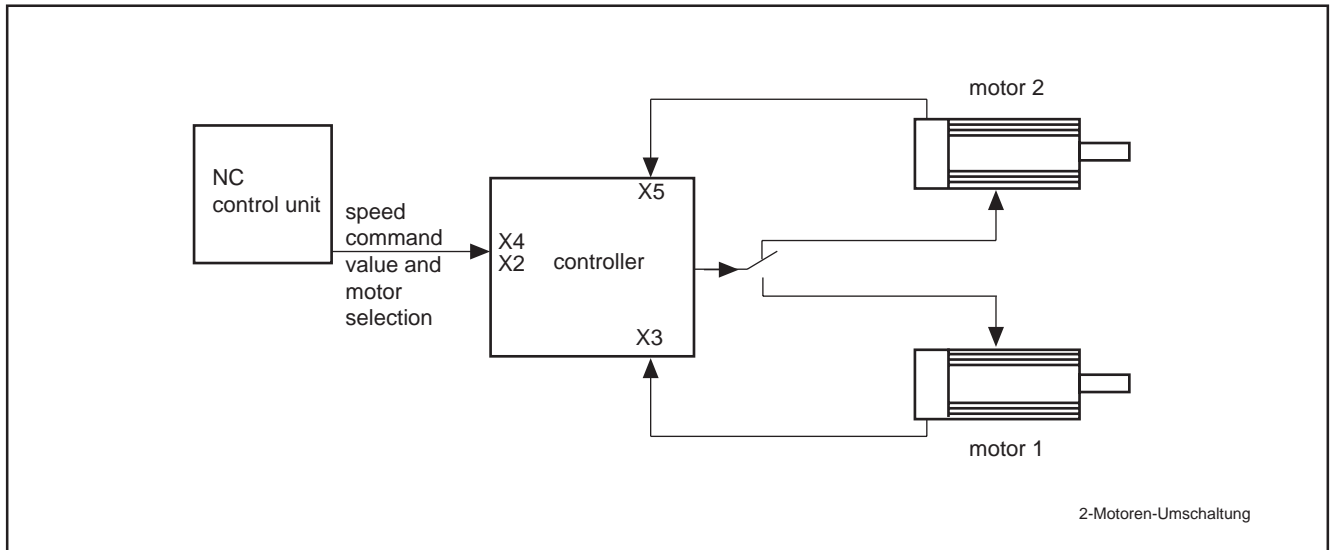 motor 2
NC
control unit
speed
command
value and
motor
selection
X5
X4
X2
controller
X3
motor 1
2-Motoren-Umschaltung